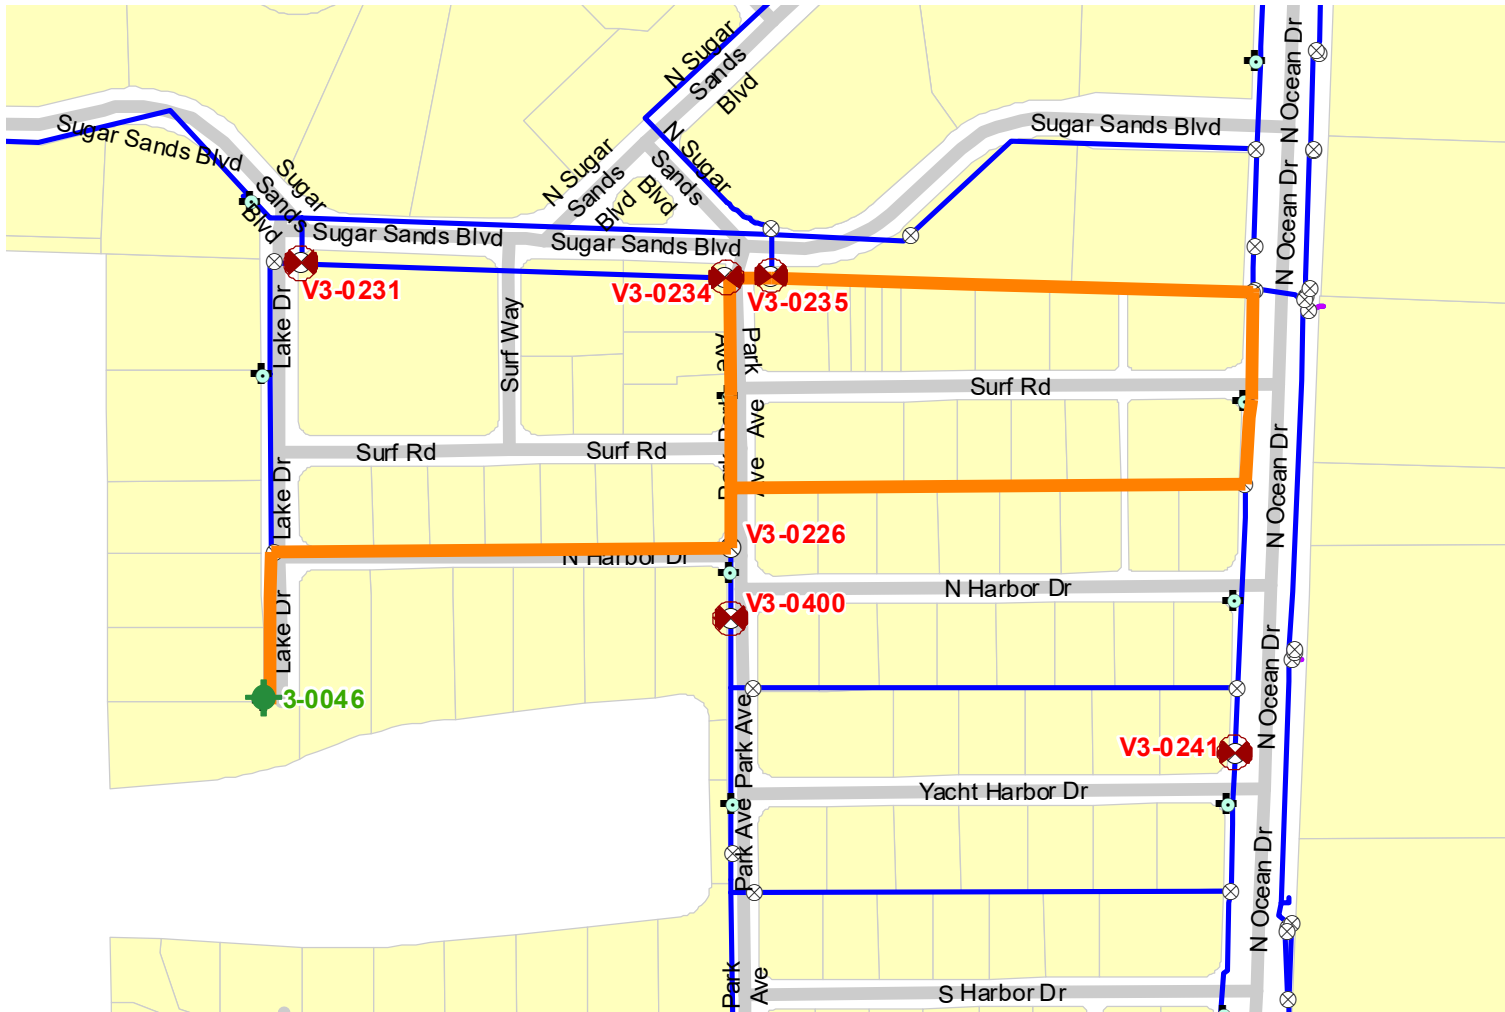 N Sugar
Sands
Blvd
N Ocean Dr
Sugar Sands Blvd
Sugar Sands Blvd
N Sugar
Sands
Blvd
N Sugar
Sands
Blvd
Sugar
Sands
Blvd
N Ocean Dr
Sugar Sands Blvd
Sugar Sands Blvd
N Ocean Dr
V3-0231
V3-0234
V3-0235
Lake Dr
Surf Way
Park
Ave
Surf Rd
Park
Ave
Ave
Surf Rd
Surf Rd
N Ocean Dr
Lake Dr
V3-0226
N Harbor Dr
N Harbor Dr
V3-0400
Lake Dr
3-0046
N Ocean Dr
Park Ave
V3-0241
Yacht Harbor Dr
Park Ave
N Ocean Dr
Park
Ave
S Harbor Dr